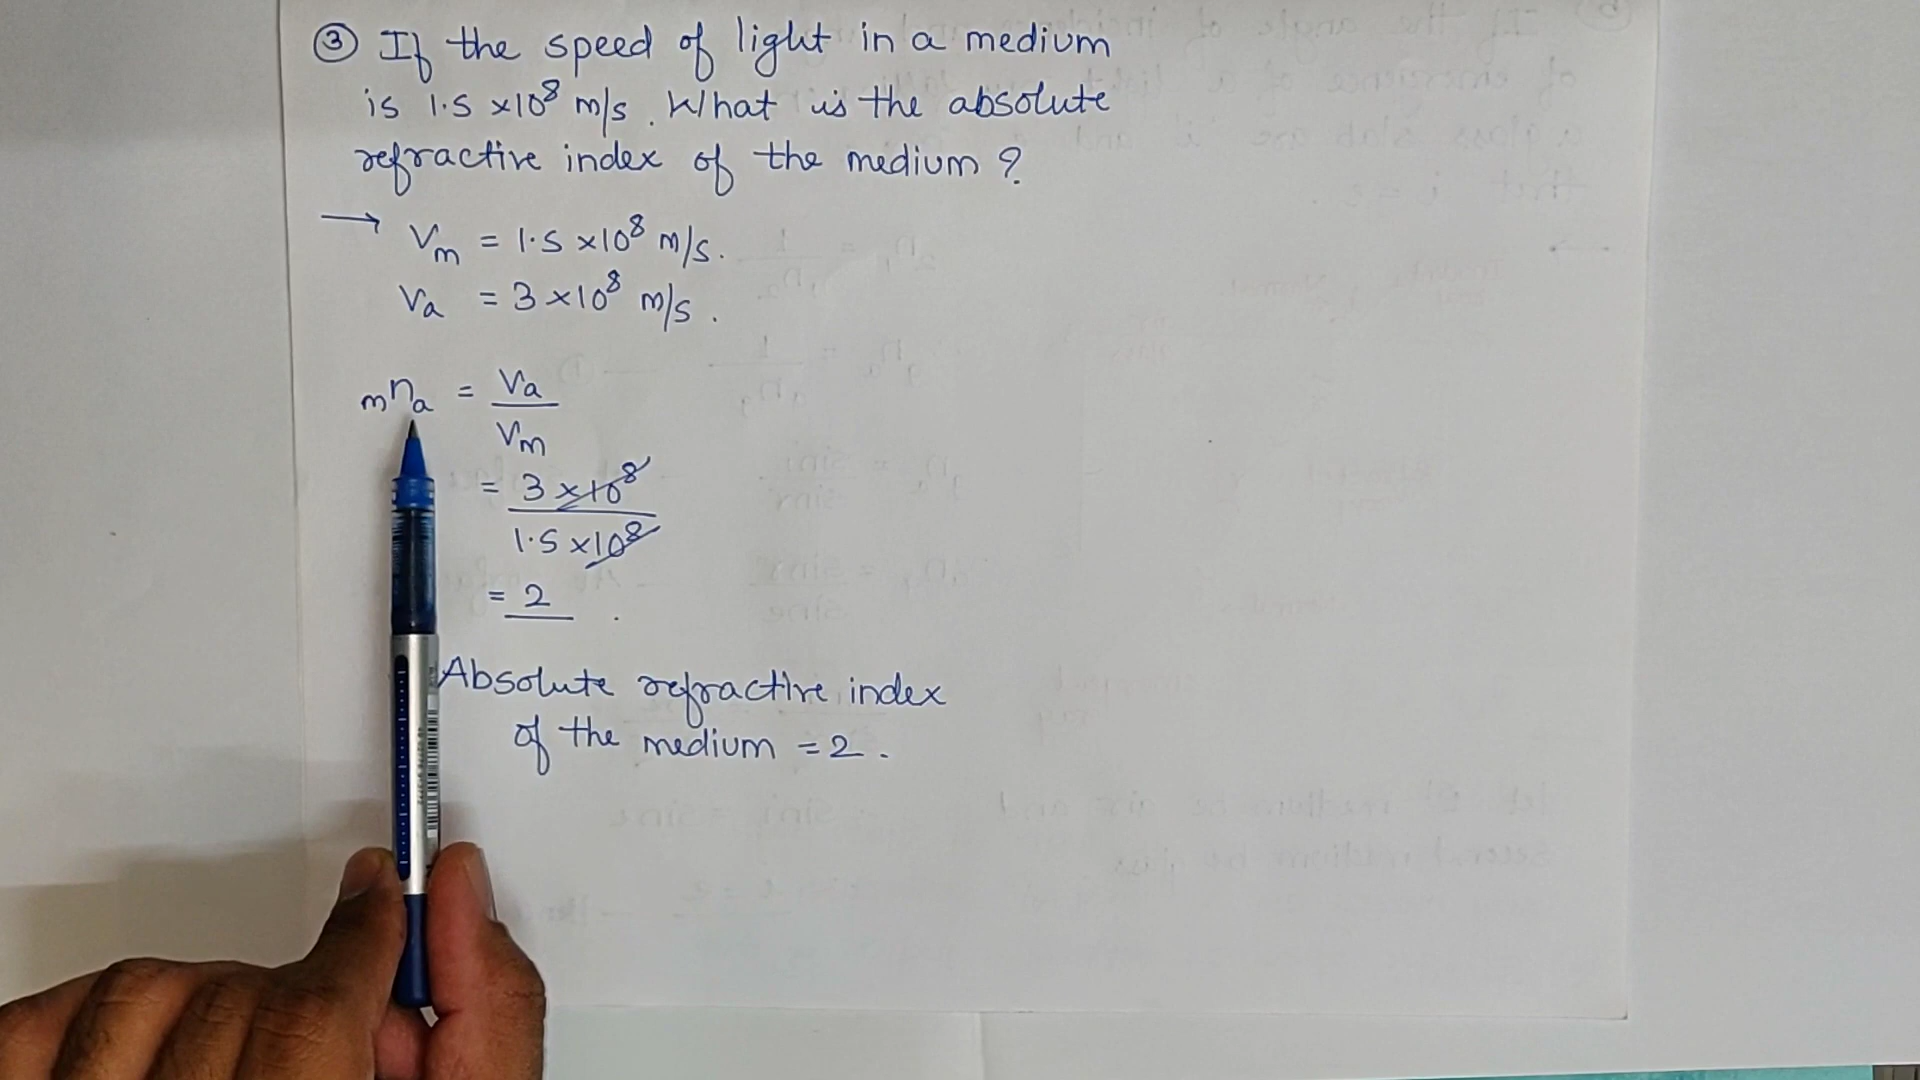 ③ If the speed of light in a medium
is 1.5 ×10⁸ m/s. What is the absolute
refractive index of the medium ?
→ Vm = 1.5 ×10⁸ m/s.
Va = 3 ×10⁸ m/s.
mna = Va / Vm
= 3 ×10⁸ / 1.5 ×10⁸
= 2
Absolute refractive index
of the medium = 2.